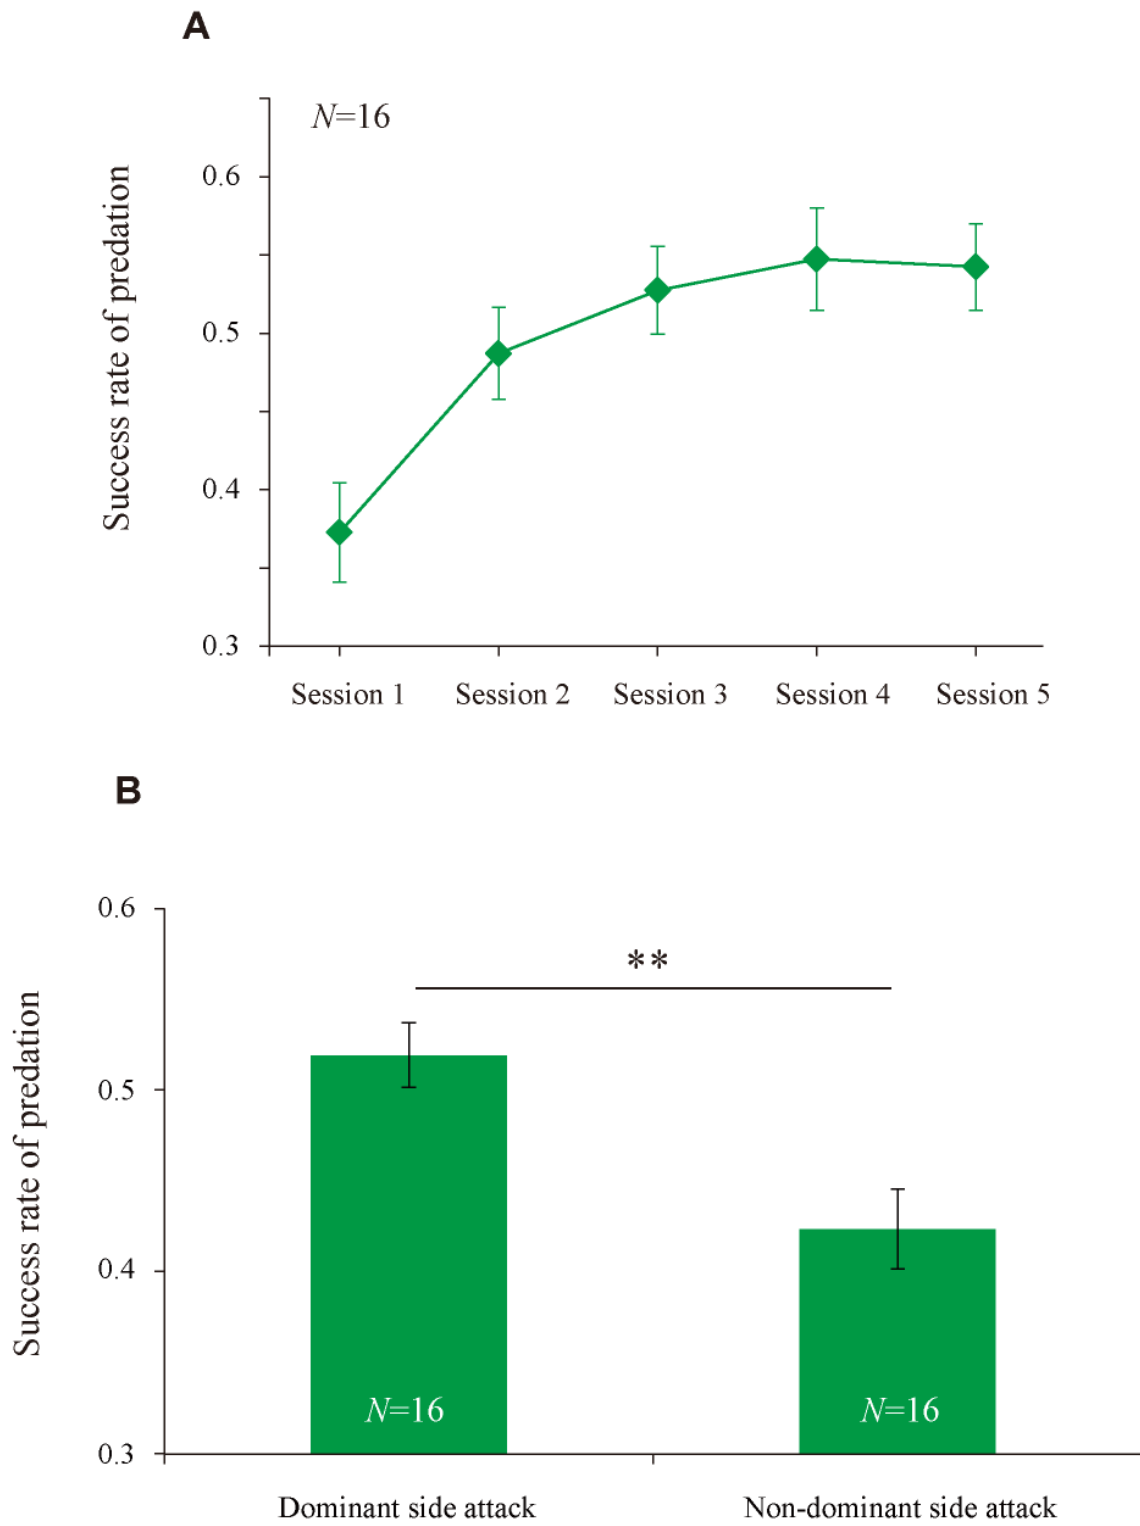 A
N=16
Success rate of predation
0.6
0.5
0.4
0.3
Session 1 Session 2 Session 3 Session 4 Session 5
B
Success rate of predation
0.6
0.5
0.4
0.3
**
N=16 N=16
Dominant side attack Non-dominant side attack